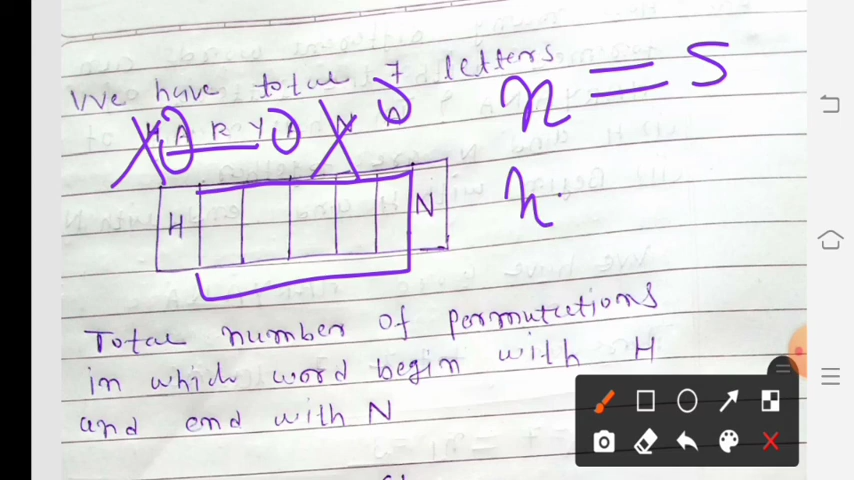 We have total 7 letters
n = 5
H A R Y A N A
n
H N
Total number of permutations
in which word begin with H
and end with N